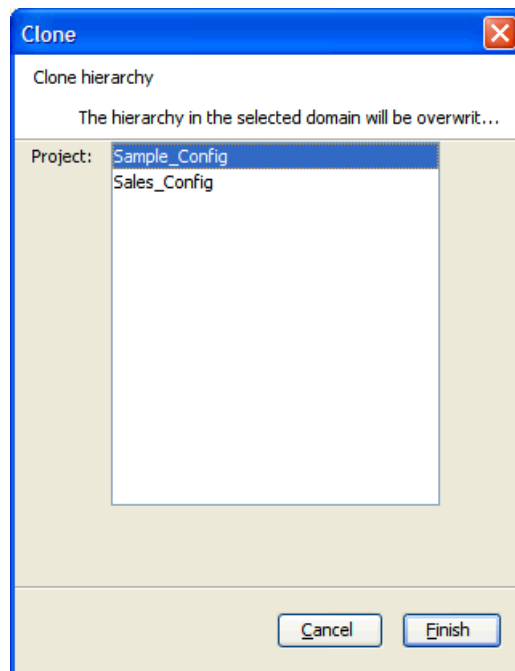 Clone
Clone hierarchy
The hierarchy in the selected domain will be overwrit...
Project:
Sample_Config
Sales_Config
Cancel
Finish